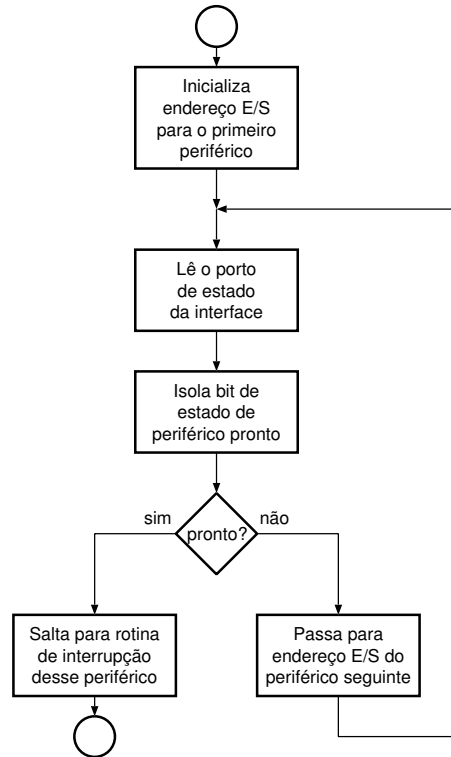 Inicializa
endereço E/S
para o primeiro
periférico
Lê o porto
de estado
da interface
Isola bit de
estado de
periférico pronto
sim
não
pronto?
Salta para rotina
de interrupção
desse periférico
Passa para
endereço E/S do
periférico seguinte